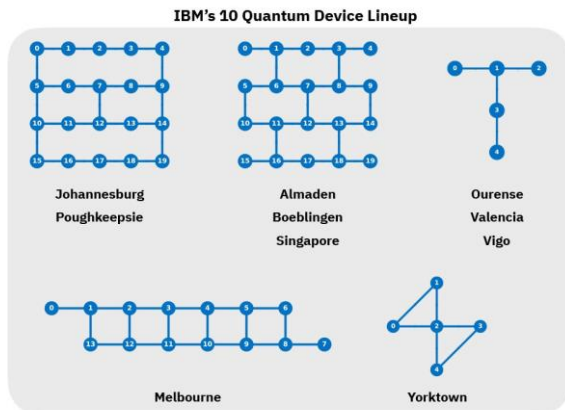 IBM's 10 Quantum Device Lineup
0 1 2 3 4
5 6 7 8 9
10 11 12 13 14
15 16 17 18 19
Johannesburg
Poughkeepsie
0 1 2 3 4
5 6 7 8 9
10 11 12 13 14
15 16 17 18 19
Almaden
Boeblingen
Singapore
0 1 2
3
4
Ourense
Valencia
Vigo
0 1 2 3 4 5 6
13 12 11 10 9 8 7
Melbourne
1
0 2 3
4
Yorktown